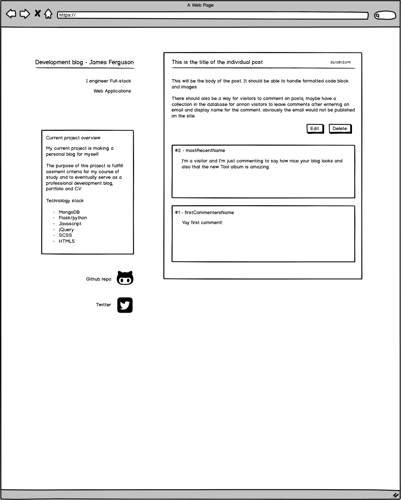 A Web Page
https://
Development blog - James Ferguson
I engineer Full-stack
Web Applications
Current project overview
My current project is making a
personal blog for myself.
The purpose of this project is fulfill
assment criteria for my course of
study and to eventually serve as a
professional development blog,
portfolio and CV
Technology stack
- MongoDB
- Flask/python
- Javascript
- jQuery
- SCSS
- HTML5
Github repo
Twitter
This is the title of the individual post
This will be the body of the post. It should be able to handle formatted code block
and images
There should also be a way for visitors to comment on posts, maybe have a
collection in the database for annon visitors to leave comments after entering an
email and display name for the comment. obviously the email would not be published
on the site
Edit
Delete
#2 - mostRecentName
I'm a visitor and I'm just commenting to say how nice your blog looks and
also that the new Tool album is amazing
#1 - firstCommentersName
Yay first comment!